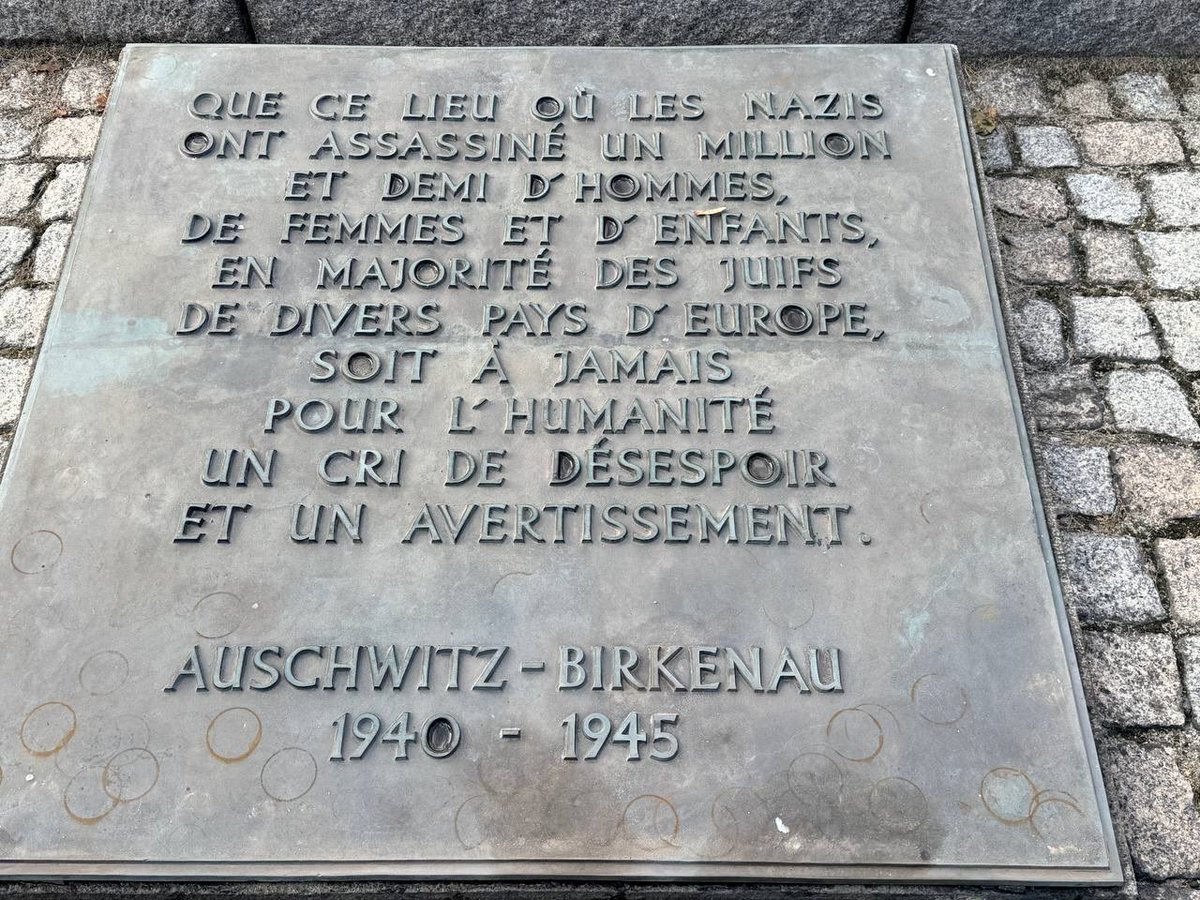 QUE CE LIEU OÙ LES NAZIS
ONT ASSASSINÉ UN MILLION
ET DEMI D'HOMMES,
DE FEMMES ET D'ENFANTS,
EN MAJORITÉ DES JUIFS
DE DIVERS PAYS D'EUROPE,
SOIT À JAMAIS
POUR L'HUMANITÉ
UN CRI DE DÉSESPOIR
ET UN AVERTISSEMENT.
AUSCHWITZ-BIRKENAU
1940 - 1945